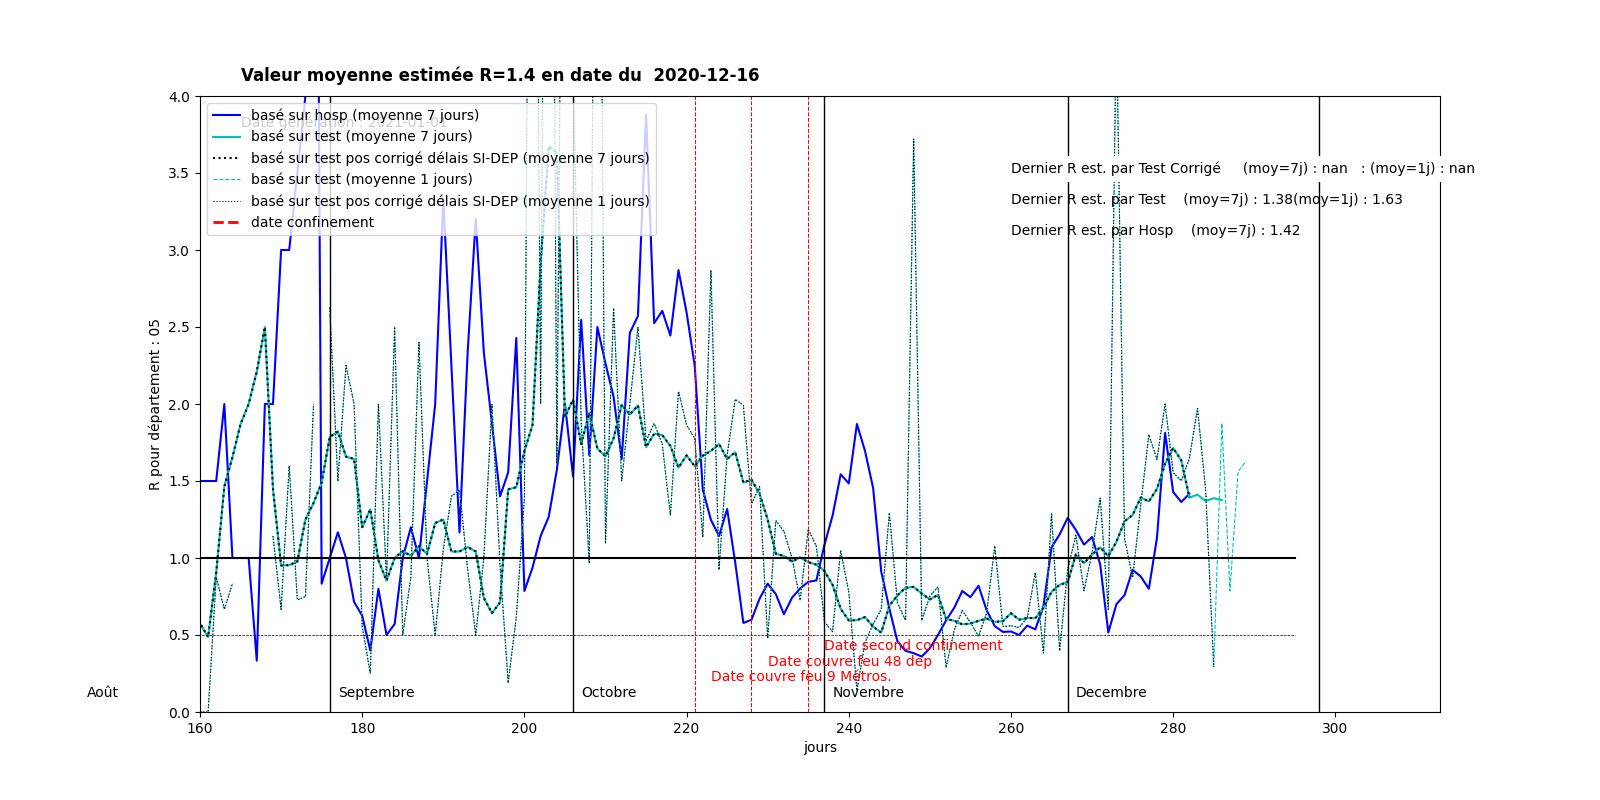 Valeur moyenne estimée R=1.4 en date du  2020-12-16
Date génération : 2021-01-01
basé sur hosp (moyenne 7 jours)
basé sur test (moyenne 7 jours)
basé sur test pos corrigé délais SI-DEP (moyenne 7 jours)
basé sur test (moyenne 1 jours)
basé sur test pos corrigé délais SI-DEP (moyenne 1 jours)
date confinement
Dernier R est. par Test Corrigé     (moy=7j) : nan   : (moy=1j) : nan
Dernier R est. par Test    (moy=7j) : 1.38(moy=1j) : 1.63
Dernier R est. par Hosp    (moy=7j) : 1.42
R pour département : 05
4.0
3.5
3.0
2.5
2.0
1.5
1.0
0.5
0.0
Date second confinement
Date couvre feu 48 dep
Date couvre feu 9 Métros.
Août
Septembre
Octobre
Novembre
Decembre
160
180
200
220
240
260
280
300
jours